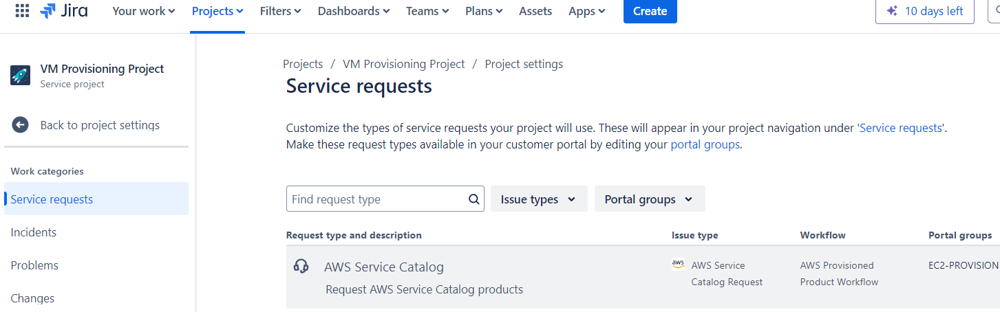 Jira Your work Projects Filters Dashboards Teams Plans Assets Apps Create 10 days left
VM Provisioning Project
Service project
Back to project settings
Work categories
Service requests
Incidents
Problems
Changes
Projects / VM Provisioning Project / Project settings
Service requests
Customize the types of service requests your project will use. These will appear in your project navigation under 'Service requests'.
Make these request types available in your customer portal by editing your portal groups.
Find request type Issue types Portal groups
Request type and description Issue type Workflow Portal groups
AWS Service Catalog aws AWS Service AWS Provisioned EC2-PROVISION
Catalog Request Product Workflow
Request AWS Service Catalog products